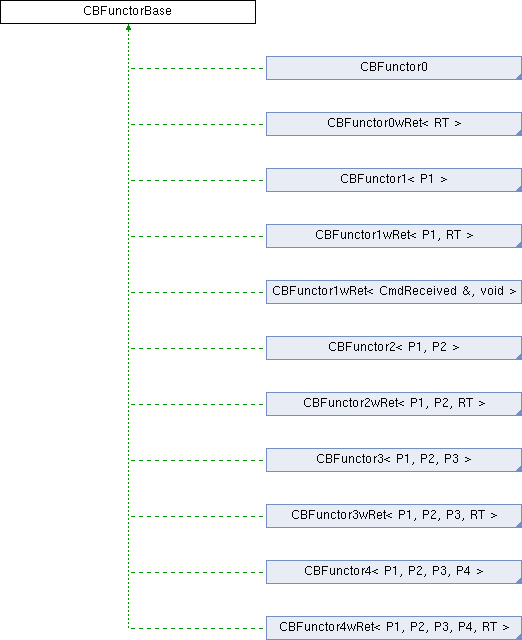 CBFunctorBase
CBFunctor0
CBFunctor0wRet< RT >
CBFunctor1< P1 >
CBFunctor1wRet< P1, RT >
CBFunctor1wRet< CmdReceived &, void >
CBFunctor2< P1, P2 >
CBFunctor2wRet< P1, P2, RT >
CBFunctor3< P1, P2, P3 >
CBFunctor3wRet< P1, P2, P3, RT >
CBFunctor4< P1, P2, P3, P4 >
CBFunctor4wRet< P1, P2, P3, P4, RT >